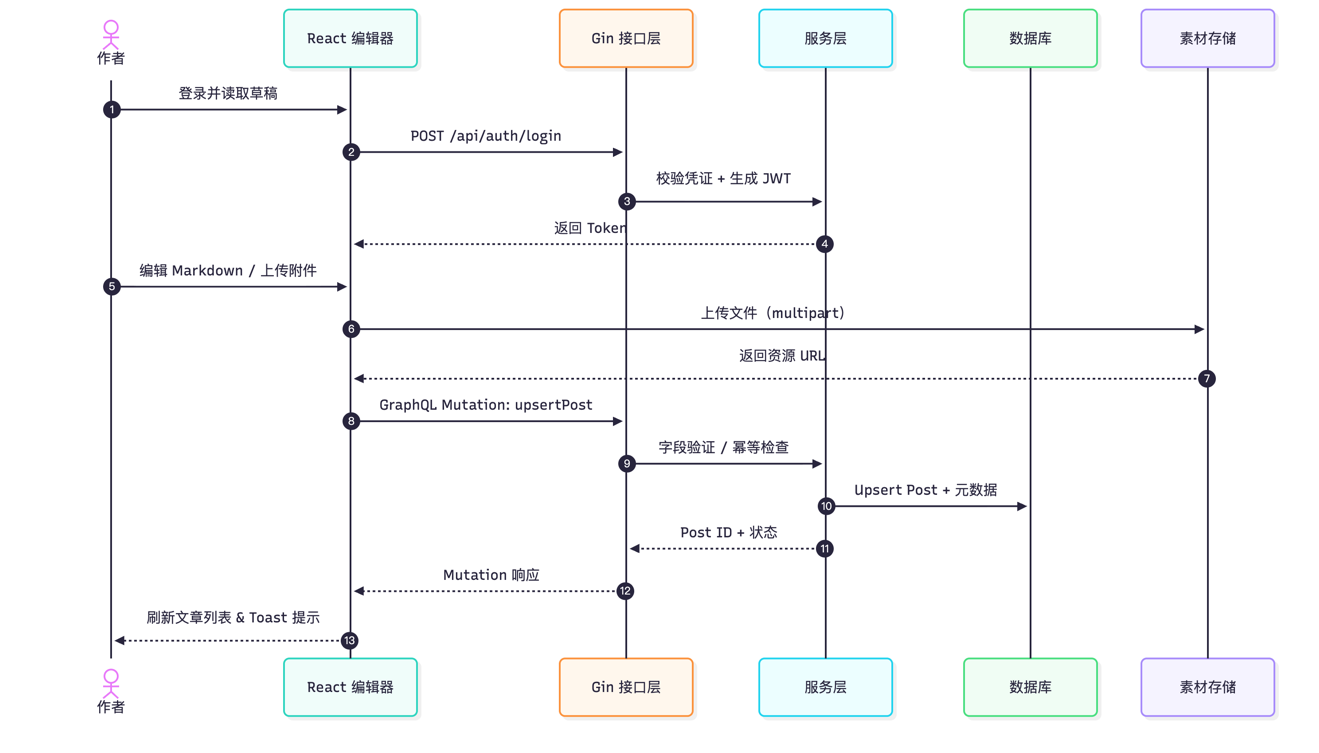 作者
React 编辑器
Gin 接口层
服务层
数据库
素材存储
登录并读取草稿
1
POST /api/auth/login
2
校验凭证 + 生成 JWT
3
返回 Token
4
编辑 Markdown / 上传附件
5
上传文件（multipart）
6
返回资源 URL
7
GraphQL Mutation: upsertPost
8
字段验证 / 幂等检查
9
Upsert Post + 元数据
10
Post ID + 状态
11
Mutation 响应
12
刷新文章列表 & Toast 提示
13
作者
React 编辑器
Gin 接口层
服务层
数据库
素材存储